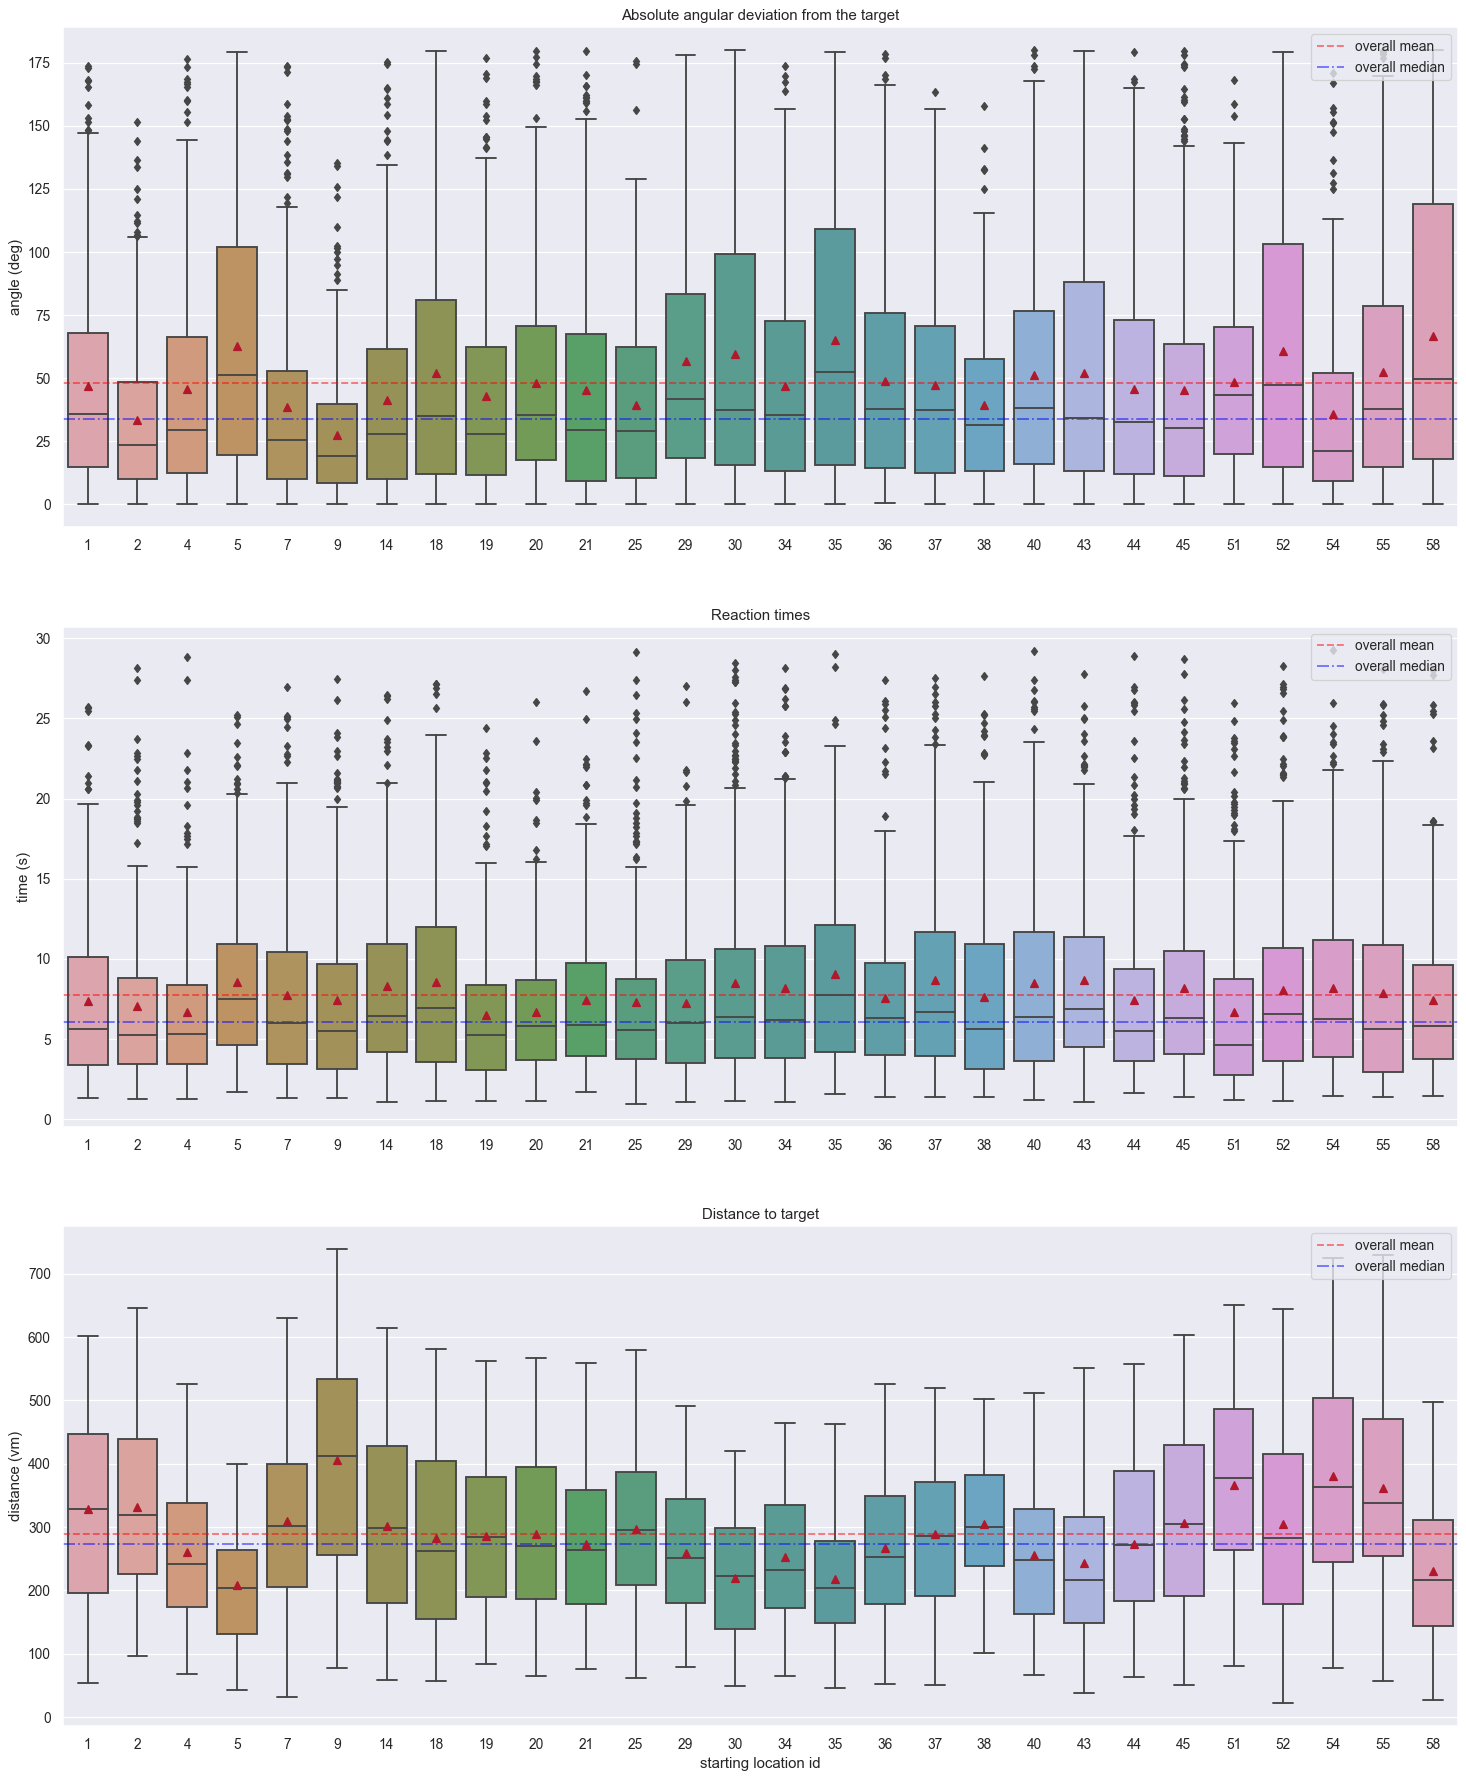 Absolute angular deviation from the target
overall mean
overall median
angle (deg)
175
150
125
100
75
50
25
0
1 2 4 5 7 9 14 18 19 20 21 25 29 30 34 35 36 37 38 40 43 44 45 51 52 54 55 58
Reaction times
overall mean
overall median
time (s)
30
25
20
15
10
5
0
1 2 4 5 7 9 14 18 19 20 21 25 29 30 34 35 36 37 38 40 43 44 45 51 52 54 55 58
Distance to target
overall mean
overall median
distance (vm)
700
600
500
400
300
200
100
0
1 2 4 5 7 9 14 18 19 20 21 25 29 30 34 35 36 37 38 40 43 44 45 51 52 54 55 58
starting location id